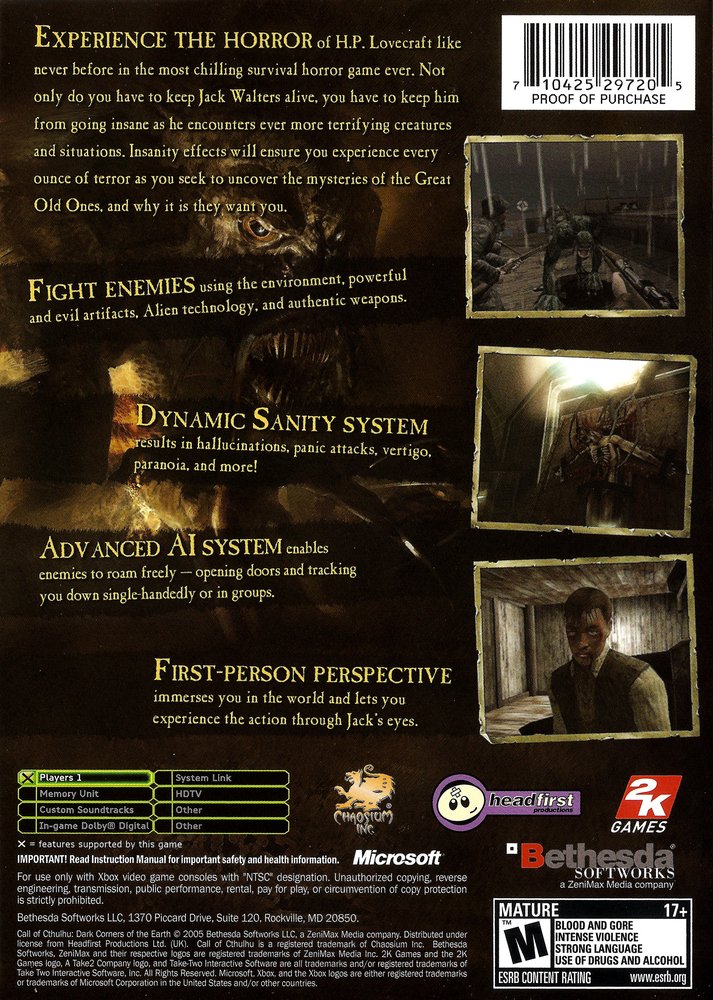 EXPERIENCE THE HORROR of H.P. Lovecraft like
never before in the most chilling survival horror game ever. Not
only do you have to keep Jack Walters alive, you have to keep him
from going insane as he encounters ever more terrifying creatures
and situations. Insanity effects will ensure you experience every
ounce of terror as you seek to uncover the mysteries of the Great
Old Ones, and why it is they want you.
7 10425 29720 5
PROOF OF PURCHASE
FIGHT ENEMIES using the environment, powerful
and evil artifacts, Alien technology, and authentic weapons.
DYNAMIC SANITY SYSTEM
results in hallucinations, panic attacks, vertigo,
paranoia, and more!
ADVANCED AI SYSTEM enables
enemies to roam freely — opening doors and tracking
you down single-handedly or in groups.
FIRST-PERSON PERSPECTIVE
immerses you in the world and lets you
experience the action through Jack's eyes.
X Players 1
System Link
Memory Unit
HDTV
Custom Soundtracks
Other
In-game Dolby® Digital
Other
X = features supported by this game
CHAOSIUM
INC.
headfirst
productions
2K
GAMES
IMPORTANT! Read Instruction Manual for important safety and health information.
Microsoft®
For use only with Xbox video game consoles with "NTSC" designation. Unauthorized copying, reverse
engineering, transmission, public performance, rental, pay for play, or circumvention of copy protection
is strictly prohibited.
Bethesda Softworks LLC, 1370 Piccard Drive, Suite 120, Rockville, MD 20850.
Call of Cthulhu: Dark Corners of the Earth © 2005 Bethesda Softworks LLC, a ZeniMax Media company. Distributed under
license from Headfirst Productions Ltd. (UK). Call of Cthulhu is a registered trademark of Chaosium Inc. Bethesda
Softworks, ZeniMax and their respective logos are registered trademarks of ZeniMax Media Inc. 2K Games and the 2K
Games logo, A Take2 Company logo, and Take-Two Interactive Software, Inc. are all trademarks and/or registered trademarks of
Take Two Interactive Software, Inc. All Rights Reserved. Microsoft, Xbox, and the Xbox logos are either registered trademarks
or trademarks of Microsoft Corporation in the United States and/or other countries.
Bethesda®
SOFTWORKS
a ZeniMax Media company
MATURE 17+
M
TM
BLOOD AND GORE
INTENSE VIOLENCE
STRONG LANGUAGE
USE OF DRUGS AND ALCOHOL
ESRB CONTENT RATING www.esrb.org